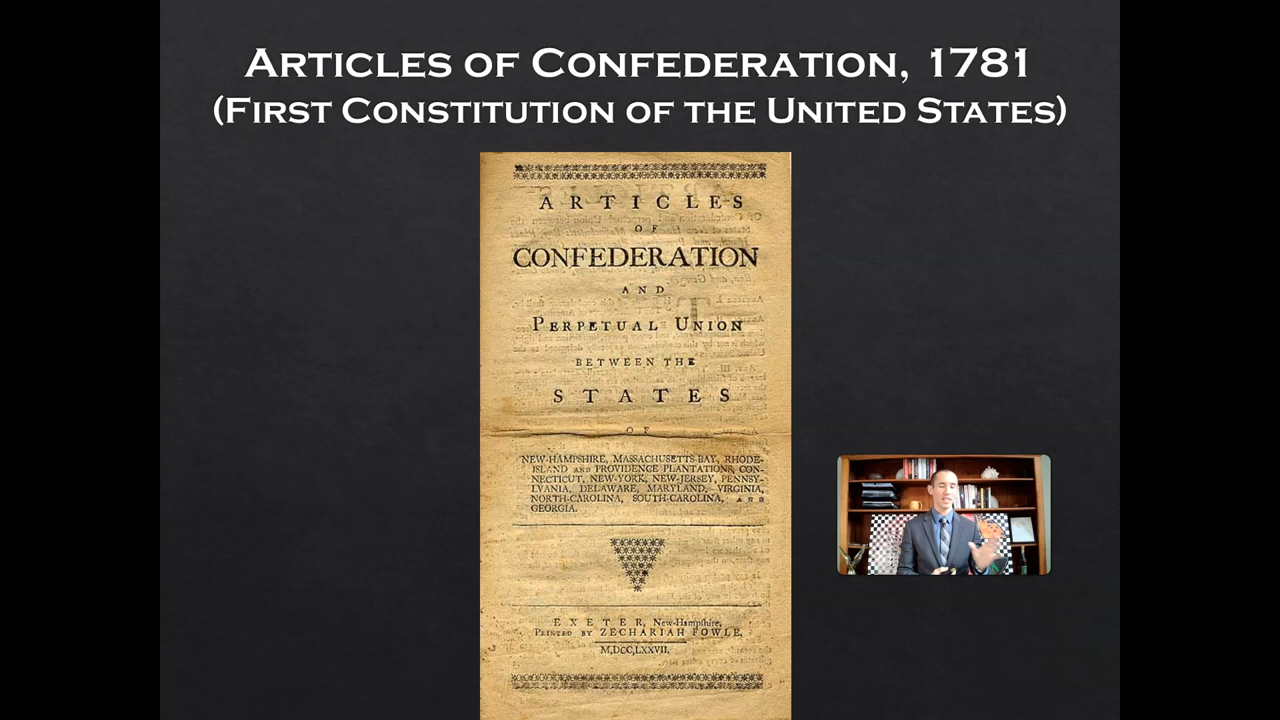 ARTICLES OF CONFEDERATION, 1781
(FIRST CONSTITUTION OF THE UNITED STATES)
ARTICLES
OF
CONFEDERATION
AND
PERPETUAL UNION
BETWEEN THE
STATES
OF
NEW-HAMPSHIRE, MASSACHUSETTS-BAY, RHODE-
ISLAND AND PROVIDENCE PLANTATIONS, CON-
NECTICUT, NEW-YORK, NEW-JERSEY, PENNSY-
LVANIA, DELAWARE, MARYLAND, VIRGINIA,
NORTH-CAROLINA, SOUTH-CAROLINA, AND
GEORGIA.
EXETER, New-Hampshire,
PRINTED BY ZECHARIAH FOWLE,
M,DCC,LXXVII.